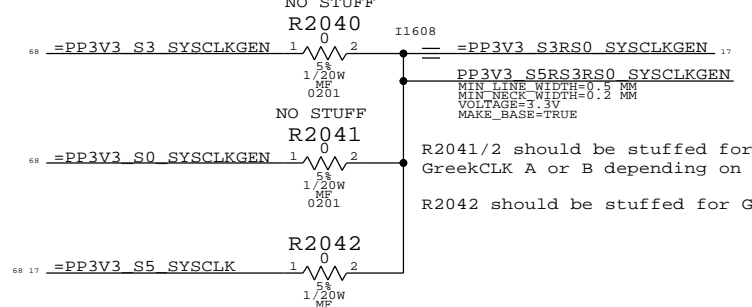 NO STUFF
R2040
0
68 =PP3V3_S3_SYSCLKGEN 1 2
5%
1/20W
MF
0201
I1608
=PP3V3_S3RS0_SYSCLKGEN 17
PP3V3_S5RS3RS0_SYSCLKGEN
MIN_LINE_WIDTH=0.5 MM
MIN_NECK_WIDTH=0.2 MM
VOLTAGE=3.3V
MAKE_BASE=TRUE
NO STUFF
R2041
0
68 =PP3V3_S0_SYSCLKGEN 1 2
5%
1/20W
MF
0201
R2041/2 should be stuffed for
GreekCLK A or B depending on
R2042 should be stuffed for G
R2042
0
68 17 =PP3V3_S5_SYSCLK 1 2
5%
1/20W
MF